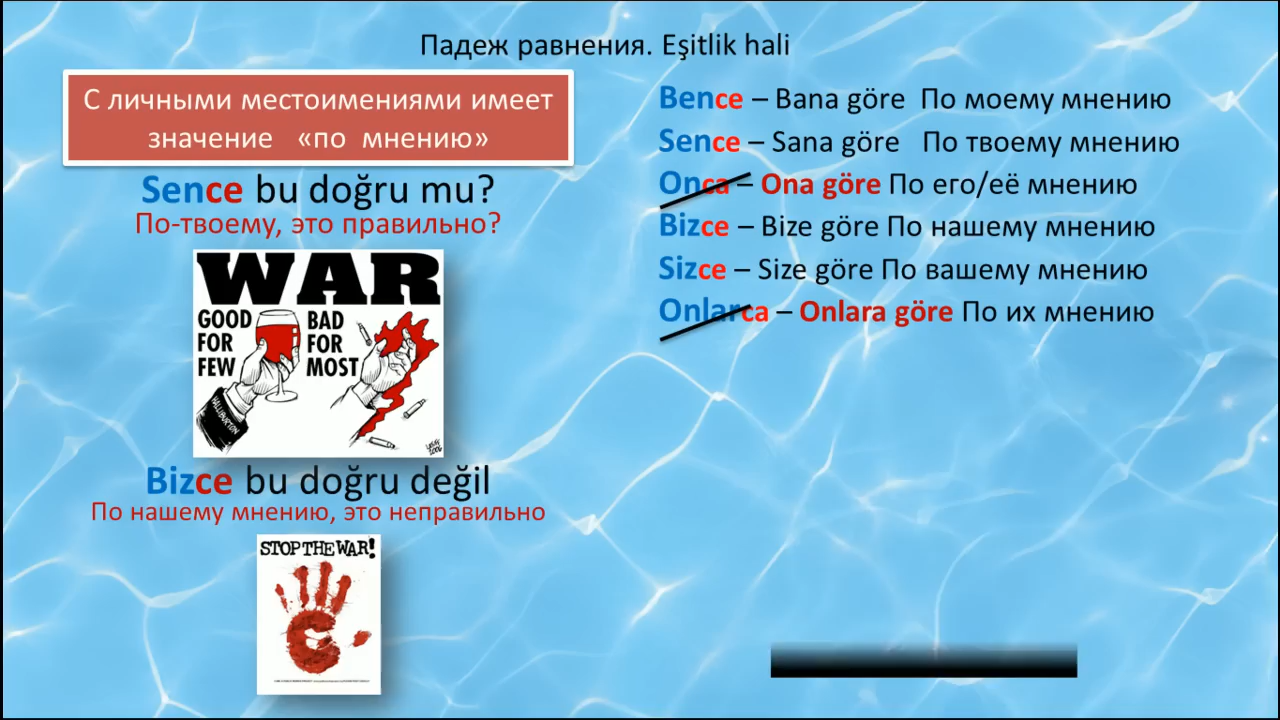 Падеж равнения. Eşitlik hali
С личными местоимениями имеет
значение «по мнению»
Sence bu doğru mu?
По-твоему, это правильно?
WAR
GOOD
FOR
FEW
BAD
FOR
MOST
HALLIBURTON
Bizce bu doğru değil
По нашему мнению, это неправильно
STOP THE WAR!
Bence – Bana göre По моему мнению
Sence – Sana göre По твоему мнению
Onca – Ona göre По его/её мнению
Bizce – Bize göre По нашему мнению
Sizce – Size göre По вашему мнению
Onlarca – Onlara göre По их мнению